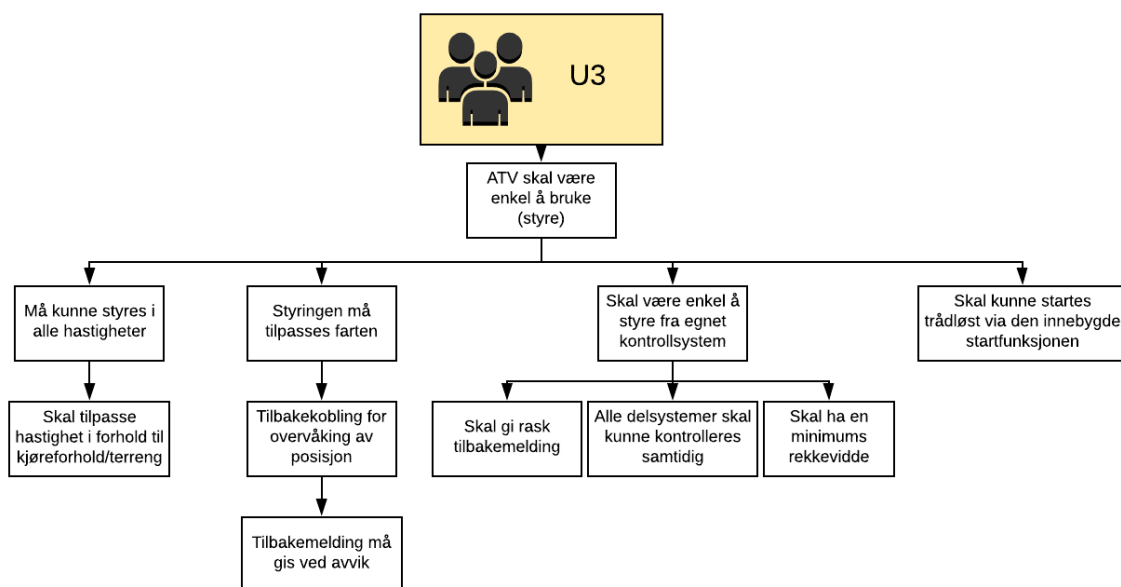 U3
ATV skal være
enkel å bruke
(styre)
Må kunne styres i
alle hastigheter
Styringen må
tilpasses farten
Skal være enkel å
styre fra egnet
kontrollsystem
Skal kunne startes
trådløst via den innebygde
startfunksjonen
Skal tilpasse
hastighet i forhold til
kjøreforhold/terreng
Tilbakekobling for
overvåking av
posisjon
Skal gi rask
tilbakemelding
Alle delsystemer skal
kunne kontrolleres
samtidig
Skal ha en
minimums
rekkevidde
Tilbakemelding må
gis ved avvik